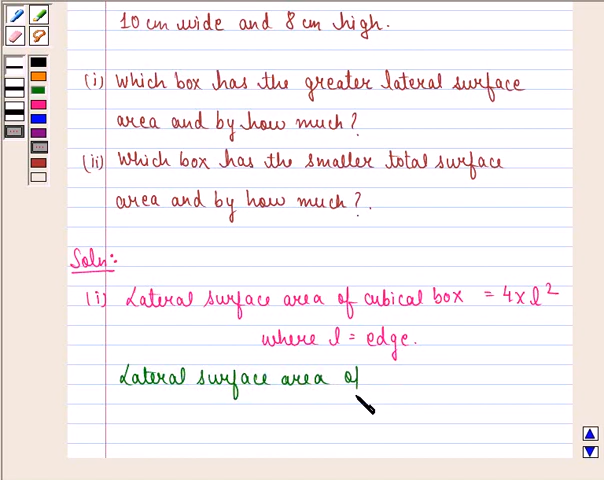 10 cm wide and 8 cm high.
(i) Which box has the greater lateral surface
area and by how much?
(ii) Which box has the smaller total surface
area and by how much?.
Soln:
(i) Lateral surface area of cubical box = 4xl²
where l = edge.
Lateral surface area of